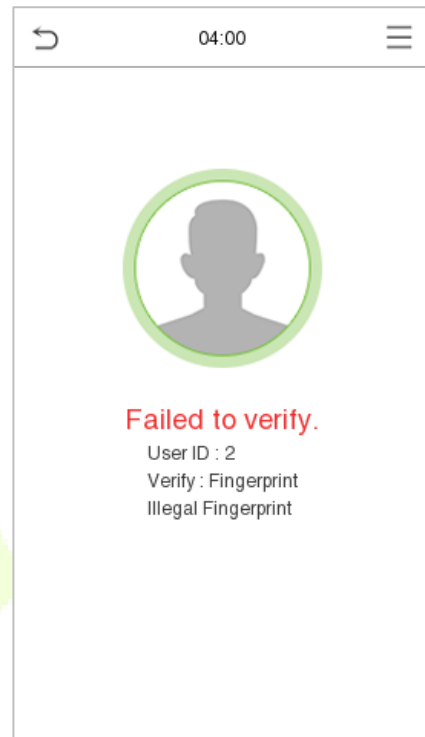 04:00
Failed to verify.
User ID : 2
Verify : Fingerprint
Illegal Fingerprint